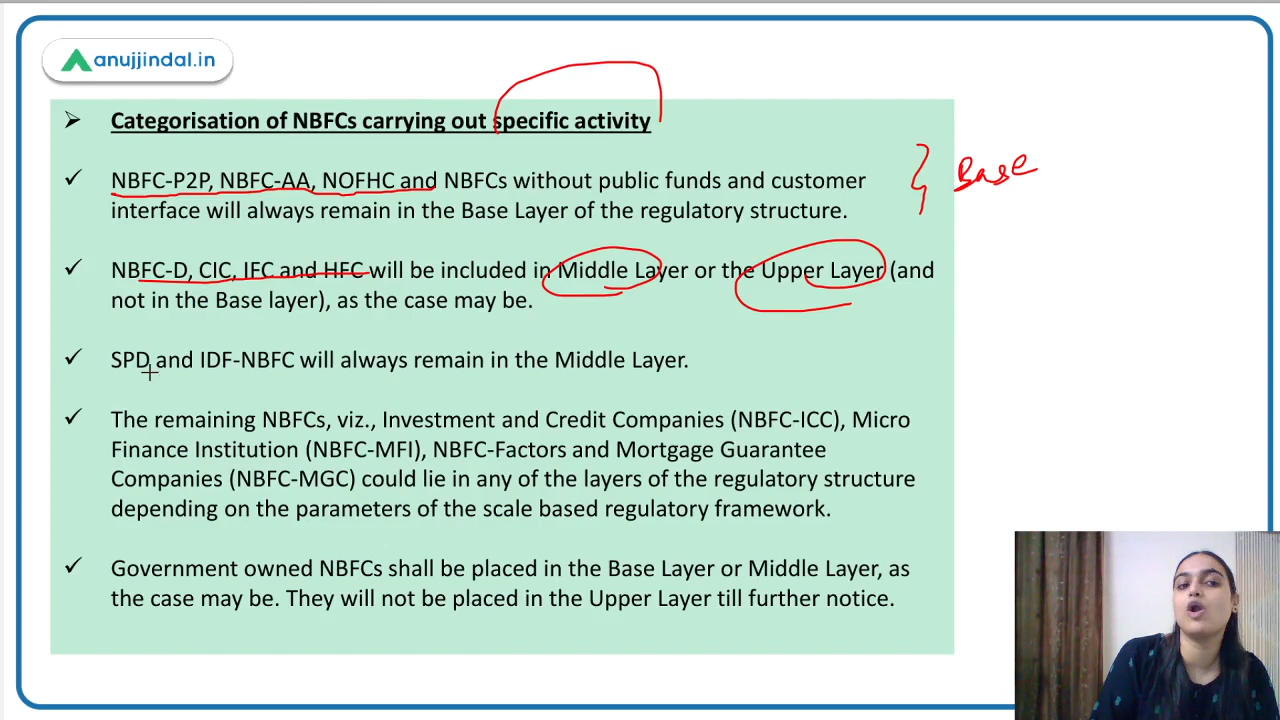 anujjindal.in
➢ Categorisation of NBFCs carrying out specific activity
✓ NBFC-P2P, NBFC-AA, NOFHC and NBFCs without public funds and customer
interface will always remain in the Base Layer of the regulatory structure.
Base
✓ NBFC-D, CIC, IFC and HFC will be included in Middle Layer or the Upper Layer (and
not in the Base layer), as the case may be.
✓ SPD and IDF-NBFC will always remain in the Middle Layer.
✓ The remaining NBFCs, viz., Investment and Credit Companies (NBFC-ICC), Micro
Finance Institution (NBFC-MFI), NBFC-Factors and Mortgage Guarantee
Companies (NBFC-MGC) could lie in any of the layers of the regulatory structure
depending on the parameters of the scale based regulatory framework.
✓ Government owned NBFCs shall be placed in the Base Layer or Middle Layer, as
the case may be. They will not be placed in the Upper Layer till further notice.